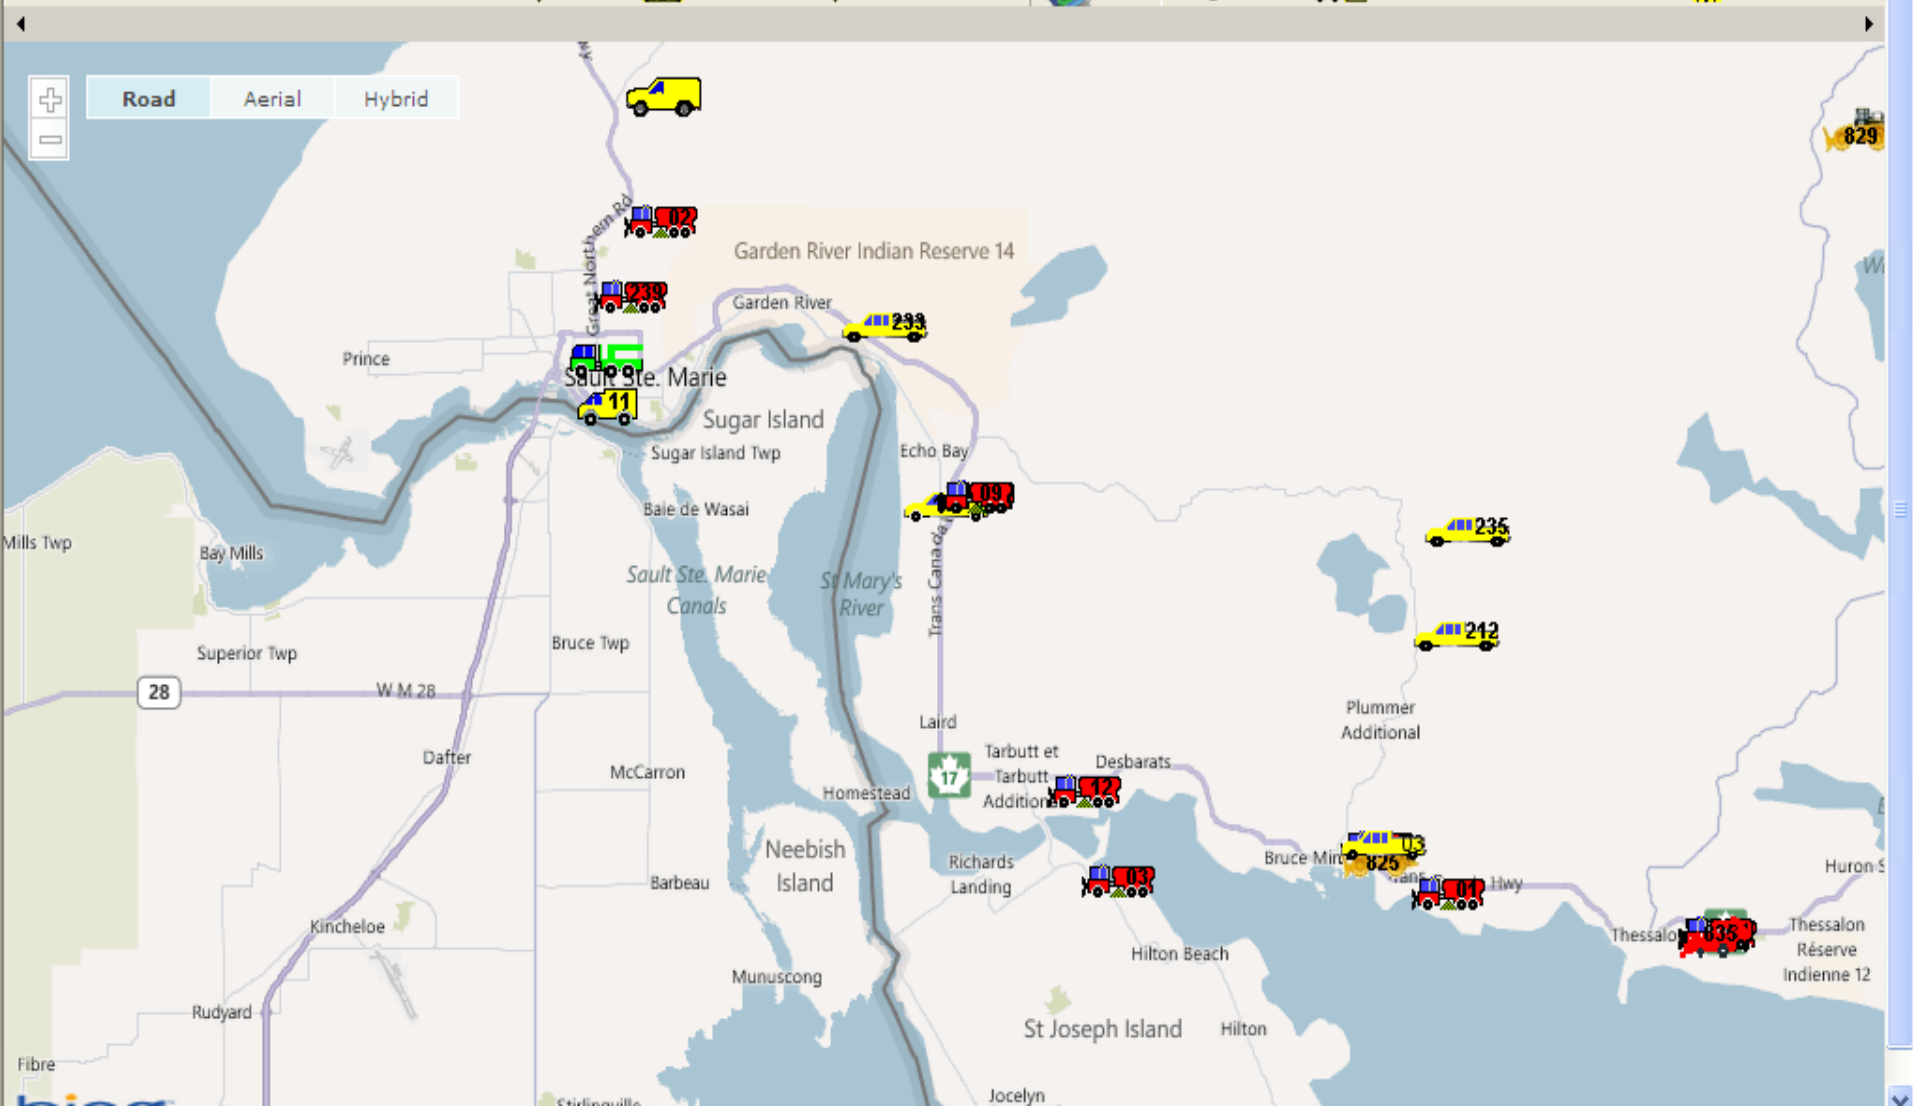 Road Aerial Hybrid
829
02
Great Northern Rd
Garden River Indian Reserve 14
239
Garden River
233
Prince
Sault Ste. Marie
11
Sugar Island
Echo Bay
Sugar Island Twp
09
Baie de Wasai
235
Mills Twp
Bay Mills
Sault Ste. Marie
Canals
St Mary's
River
Trans Canada
212
Bruce Twp
Superior Twp
28
W M 28
Plummer
Additional
Laird
Tarbutt et
Tarbutt
Desbarats
Dafter
McCarron
17
12
Homestead
03
Neebish
Island
Richards
Landing
Bruce
825
Huron
Barbeau
03
01
Hwy
Kincheloe
835
Thessalon
Réserve
Indienne 12
Hilton Beach
Munuscong
Rudyard
St Joseph Island
Hilton
Fibre
Jocelyn